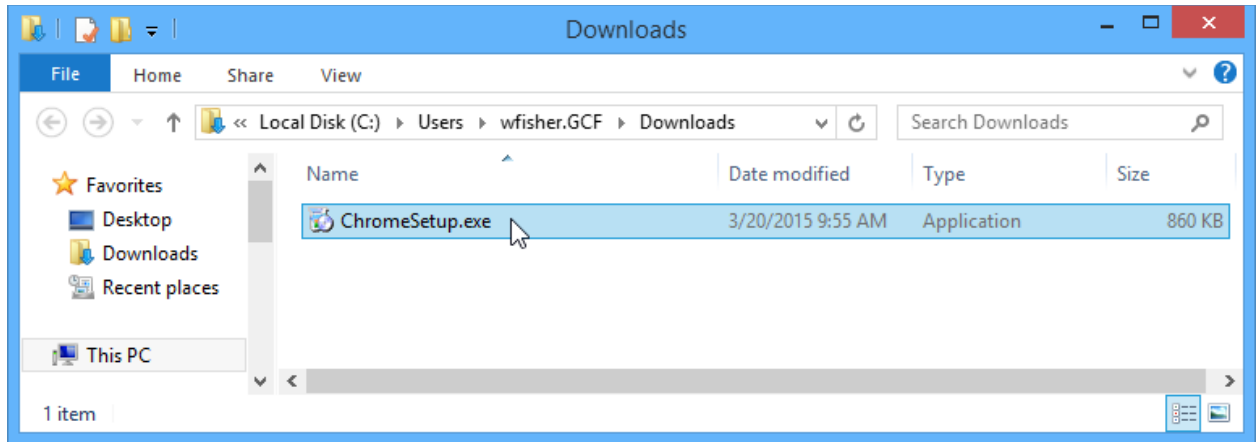 Downloads
File Home Share View
« Local Disk (C:) Users wfisher.GCF Downloads Search Downloads
Favorites
Desktop
Downloads
Recent places
This PC
Name Date modified Type Size
ChromeSetup.exe 3/20/2015 9:55 AM Application 860 KB
1 item